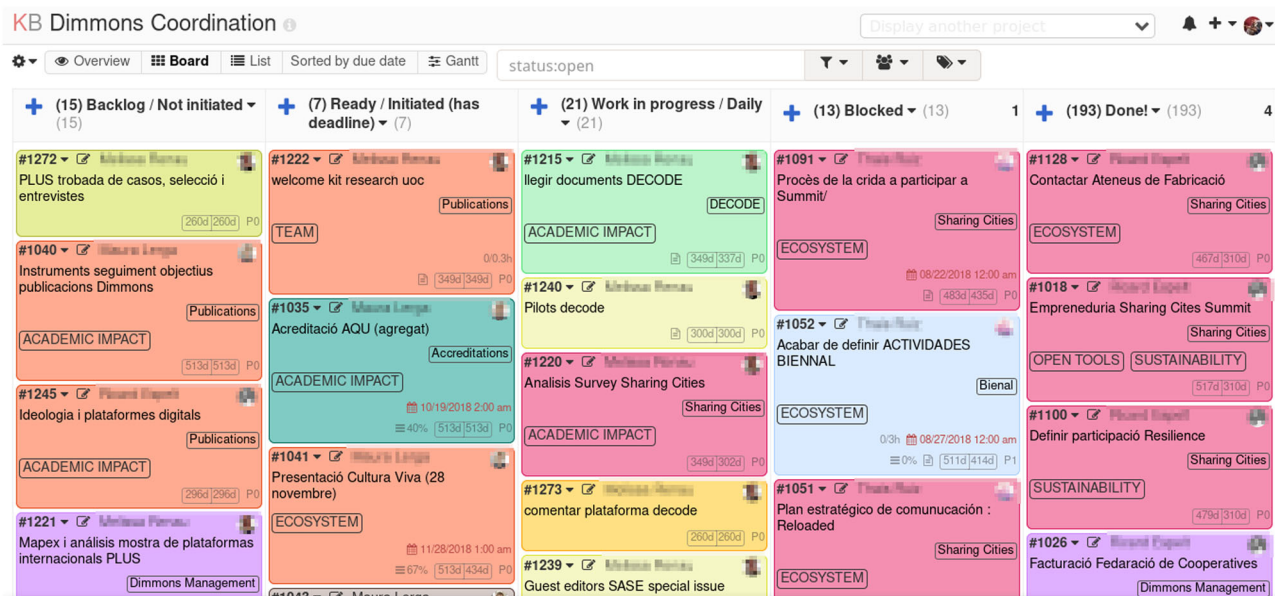 KB Dimmons Coordination
Display another project
Overview
Board
List
Sorted by due date
Gantt
status:open
(15) Backlog / Not initiated
(15)
#1272
PLUS trobada de casos, selecció i
entrevistes
260d 260d P0
#1040
Instruments seguiment objectius
publicacions Dimmons
Publications
ACADEMIC IMPACT
513d 513d P0
#1245
Ideologia i plataformes digitals
Publications
ACADEMIC IMPACT
296d 296d P0
#1221
Mapex i análisis mostra de plataformas
internacionals PLUS
Dimmons Management
(7) Ready / Initiated (has
deadline) (7)
#1222
welcome kit research uoc
Publications
TEAM
0/0.3h
349d 349d P0
#1035
Acreditació AQU (agregat)
Accreditations
ACADEMIC IMPACT
10/19/2018 2:00 am
40% 513d 513d P0
#1041
Presentació Cultura Viva (28
novembre)
ECOSYSTEM
11/28/2018 1:00 am
67% 513d 434d P0
(21) Work in progress / Daily
(21)
#1215
llegir documents DECODE
DECODE
ACADEMIC IMPACT
349d 337d P0
#1240
Pilots decode
300d 300d P0
#1220
Analisis Survey Sharing Cities
Sharing Cities
ACADEMIC IMPACT
349d 302d P0
#1273
comentar plataforma decode
260d 260d P0
#1239
Guest editors SASE special issue
(13) Blocked (13) 1
#1091
Procès de la crida a participar a
Summit/
Sharing Cities
ECOSYSTEM
08/22/2018 12:00 am
483d 435d P0
#1052
Acabar de definir ACTIVIDADES
BIENNAL
Bienal
ECOSYSTEM
0/3h 08/27/2018 12:00 am
0% 511d 414d P1
#1051
Plan estratégico de comunucación :
Reloaded
Sharing Cities
ECOSYSTEM
(193) Done! (193) 4
#1128
Contactar Ateneus de Fabricació
Sharing Cities
ECOSYSTEM
467d 310d P0
#1018
Empreneduria Sharing Cites Summit
Sharing Cities
OPEN TOOLS SUSTAINABILITY
517d 310d P0
#1100
Definir participació Resilience
Sharing Cities
SUSTAINABILITY
479d 310d P0
#1026
Facturació Fedaració de Cooperatives
Dimmons Management